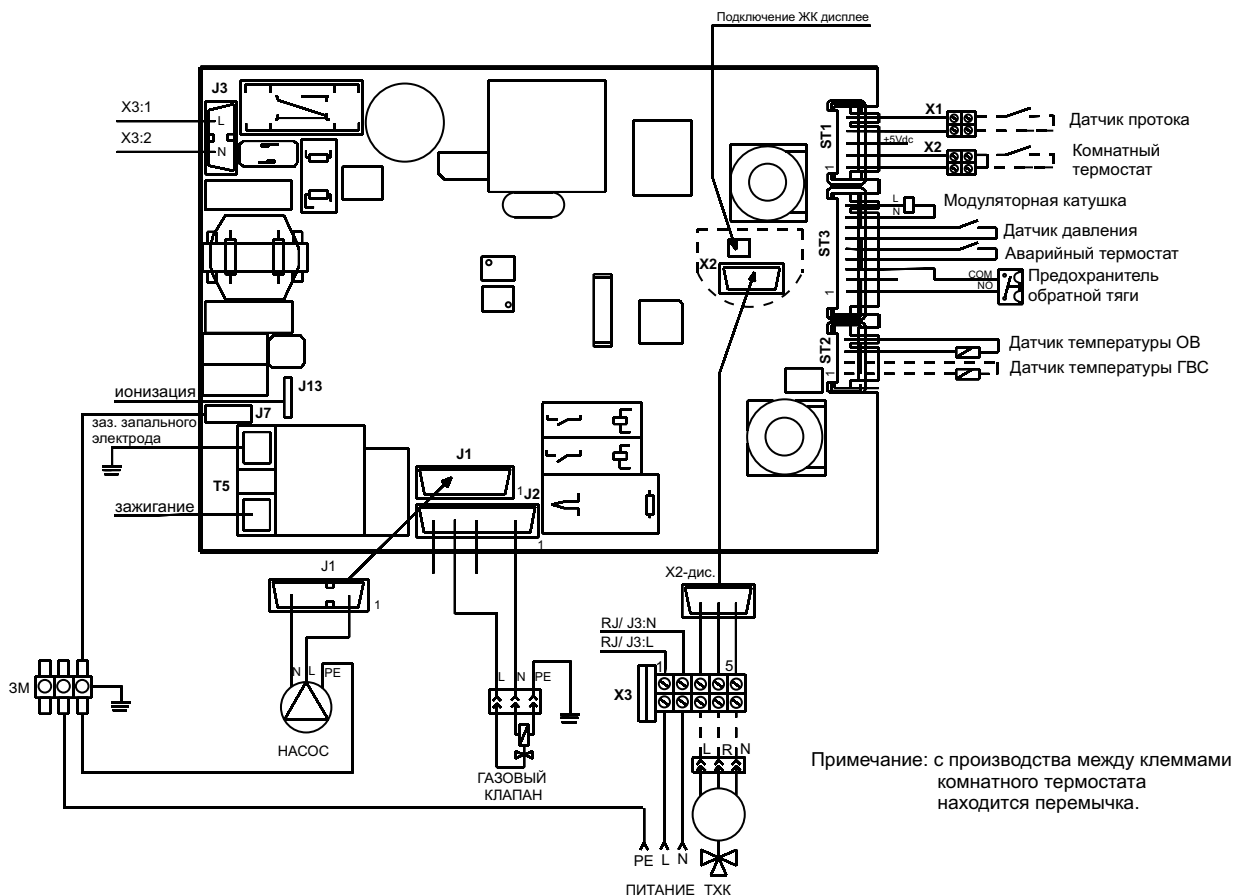 Подключение ЖК дисплее
J3
X3:1
L
X3:2
N
ST1
X1
Датчик протока
+5Vdc
X2
Комнатный
термостат
1
L
N
Модуляторная катушка
Датчик давления
ST3
Аварийный термостат
X2
COM
NO
Предохранитель
обратной тяги
1
ST2
Датчик температуры ОВ
1
Датчик температуры ГВС
ионизация
J13
J7
заз. запального
электрода
T5
зажигание
J1
1
J2
1
J1
1
X2-дис.
RJ/ J3:N
RJ/ J3:L
1
5
X3
ЗМ
N
L
PE
НАСОС
L
N
PE
ГАЗОВЫЙ
КЛАПАН
L
R
N
Примечание: с производства между клеммами
комнатного термостата
находится перемычка.
PE
L
N
ПИТАНИЕ
ТХК